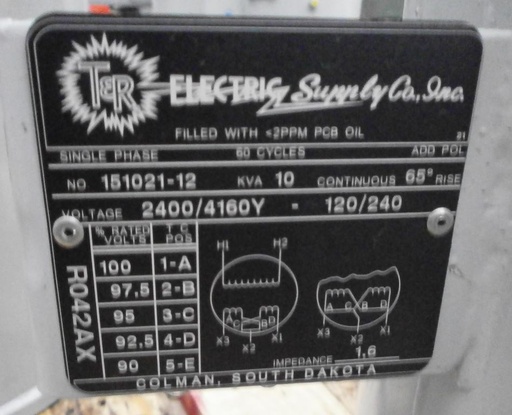 T&R ELECTRIC Supply Co., Inc.
FILLED WITH <2PPM PCB OIL
21
SINGLE PHASE 60 CYCLES ADD POL
NO 151021-12 KVA 10 CONTINUOUS 65° RISE
VOLTAGE 2400/4160Y - 120/240
% RATED VOLTS T C POS
100 1-A
97.5 2-B
95 3-C
92.5 4-D
90 5-E
R042AX
H1 H2
A C B D
X3 X2 X1
A C B D
X3 X2 X1
IMPEDANCE 1.6
COLMAN, SOUTH DAKOTA